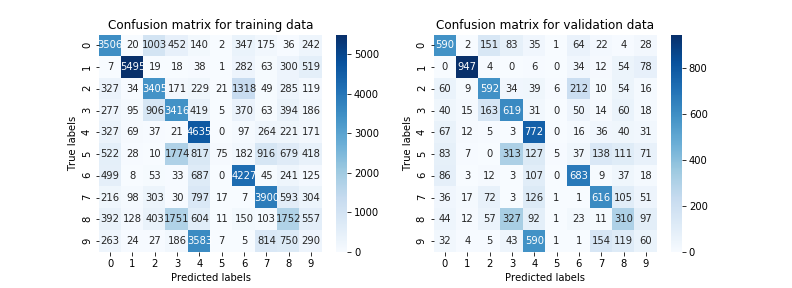 Confusion matrix for training data
0 3506 20 1003 452 140 2 347 175 36 242
1 7 5495 19 18 38 1 282 63 300 519
2 327 34 3405 171 229 21 1318 49 285 119
3 277 95 906 3416 419 5 370 63 394 186
4 327 69 37 21 4635 0 97 264 221 171
5 522 28 10 1774 817 75 182 916 679 418
6 499 8 53 33 687 0 4227 45 241 125
7 216 98 303 30 797 17 7 3900 593 304
8 392 128 403 1751 604 11 150 103 1752 557
9 263 24 27 186 3583 7 5 814 750 290
0 1 2 3 4 5 6 7 8 9
True labels
Predicted labels
5000
4000
3000
2000
1000
0
Confusion matrix for validation data
0 590 2 151 83 35 1 64 22 4 28
1 0 947 4 0 6 0 34 12 54 78
2 60 9 592 34 39 6 212 10 54 16
3 40 15 163 619 31 0 50 14 60 18
4 67 12 5 3 772 0 16 36 40 31
5 83 7 0 313 127 5 37 138 111 71
6 86 3 12 3 107 0 683 9 37 18
7 36 17 72 3 126 1 1 616 105 51
8 44 12 57 327 92 1 23 11 310 97
9 32 4 5 43 590 1 1 154 119 60
0 1 2 3 4 5 6 7 8 9
True labels
Predicted labels
800
600
400
200
0